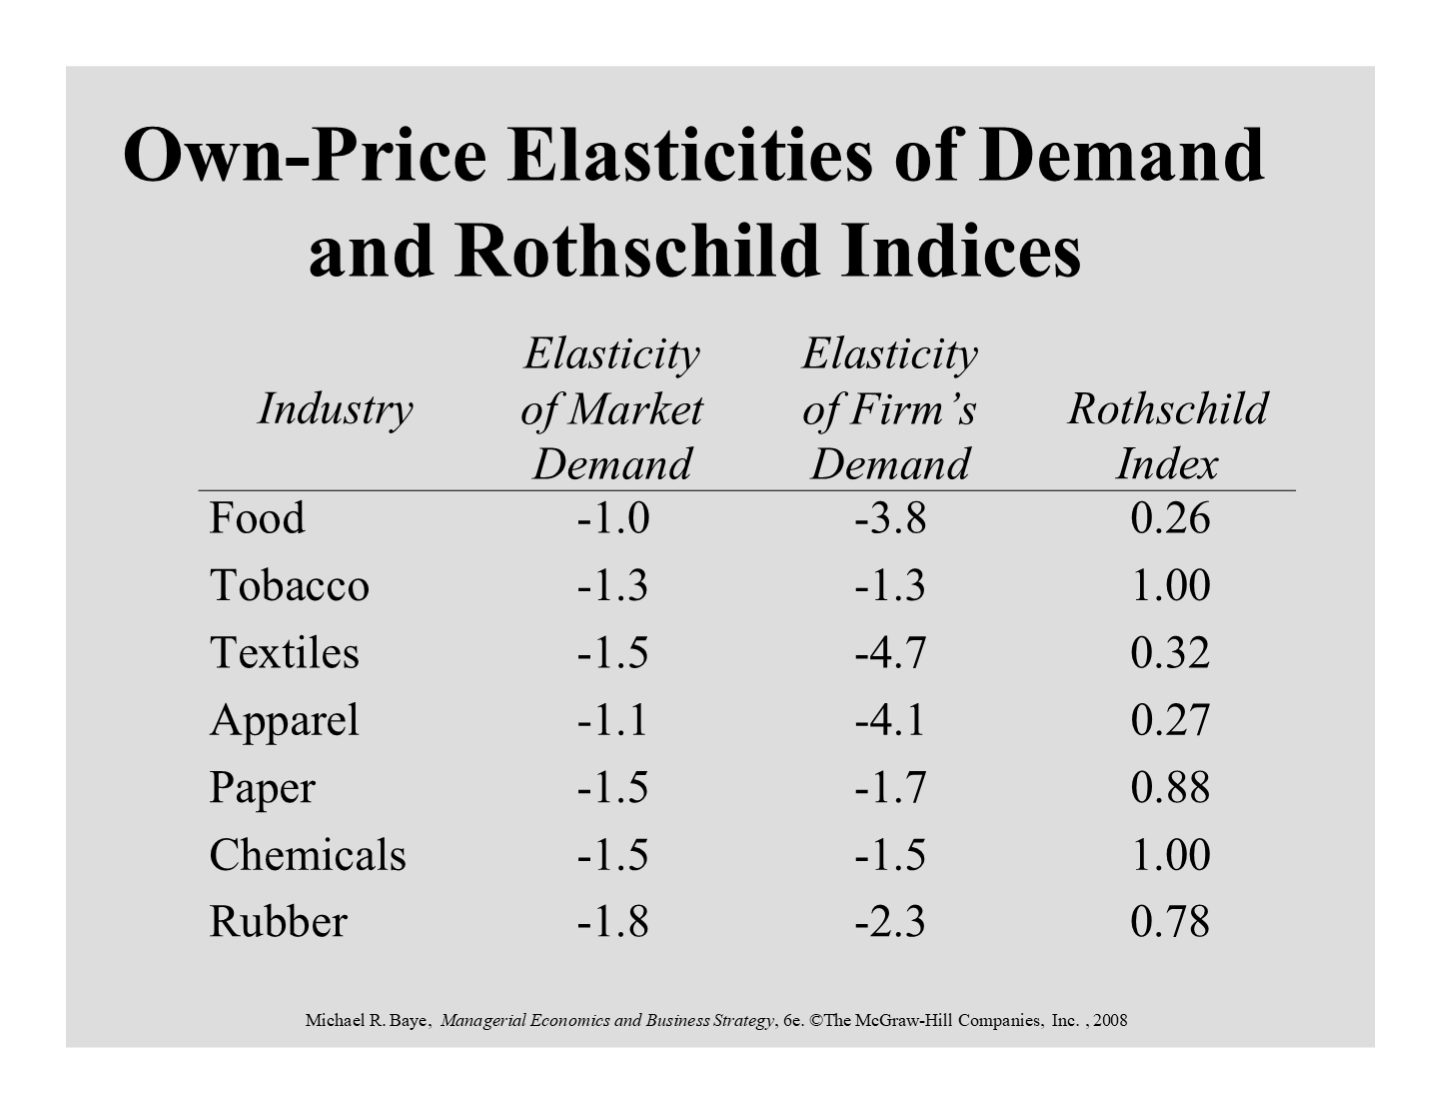 Own-Price Elasticities of Demand
and Rothschild Indices
Industry Elasticity of Market Demand Elasticity of Firm’s Demand Rothschild Index
Food -1.0 -3.8 0.26
Tobacco -1.3 -1.3 1.00
Textiles -1.5 -4.7 0.32
Apparel -1.1 -4.1 0.27
Paper -1.5 -1.7 0.88
Chemicals -1.5 -1.5 1.00
Rubber -1.8 -2.3 0.78
Michael R. Baye, Managerial Economics and Business Strategy, 6e. ©The McGraw-Hill Companies, Inc. , 2008